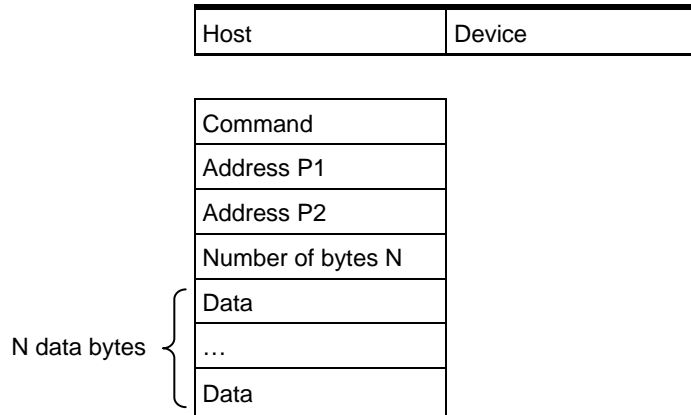 Host Device
Command
Address P1
Address P2
Number of bytes N
Data
N data bytes …
Data